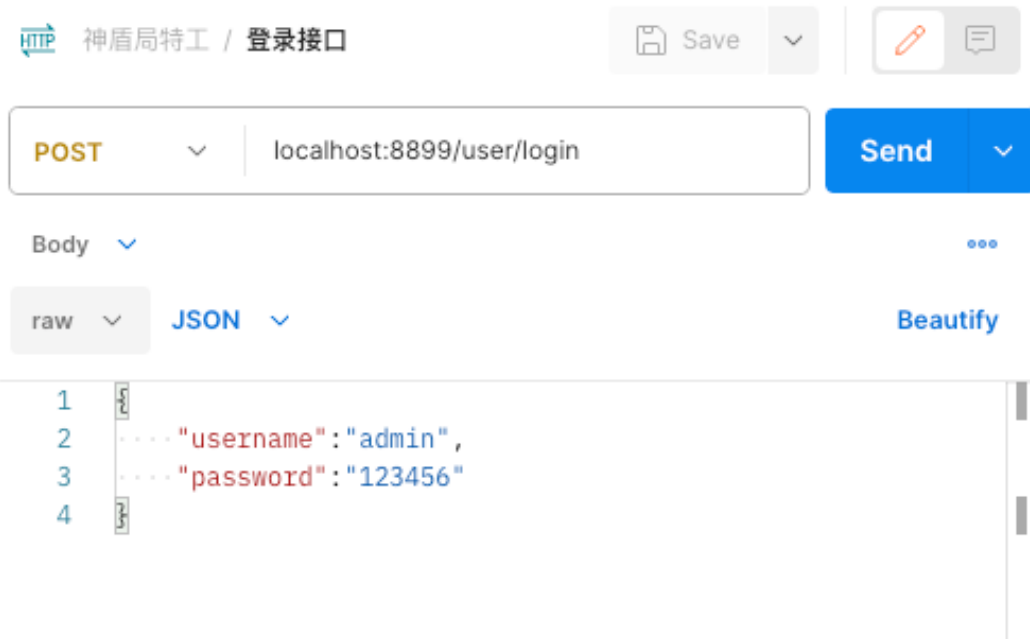 HTTP 神盾局特工 / 登录接口 Save
POST localhost:8899/user/login Send
Body
raw JSON Beautify
1 {
2 "username":"admin",
3 "password":"123456"
4 }